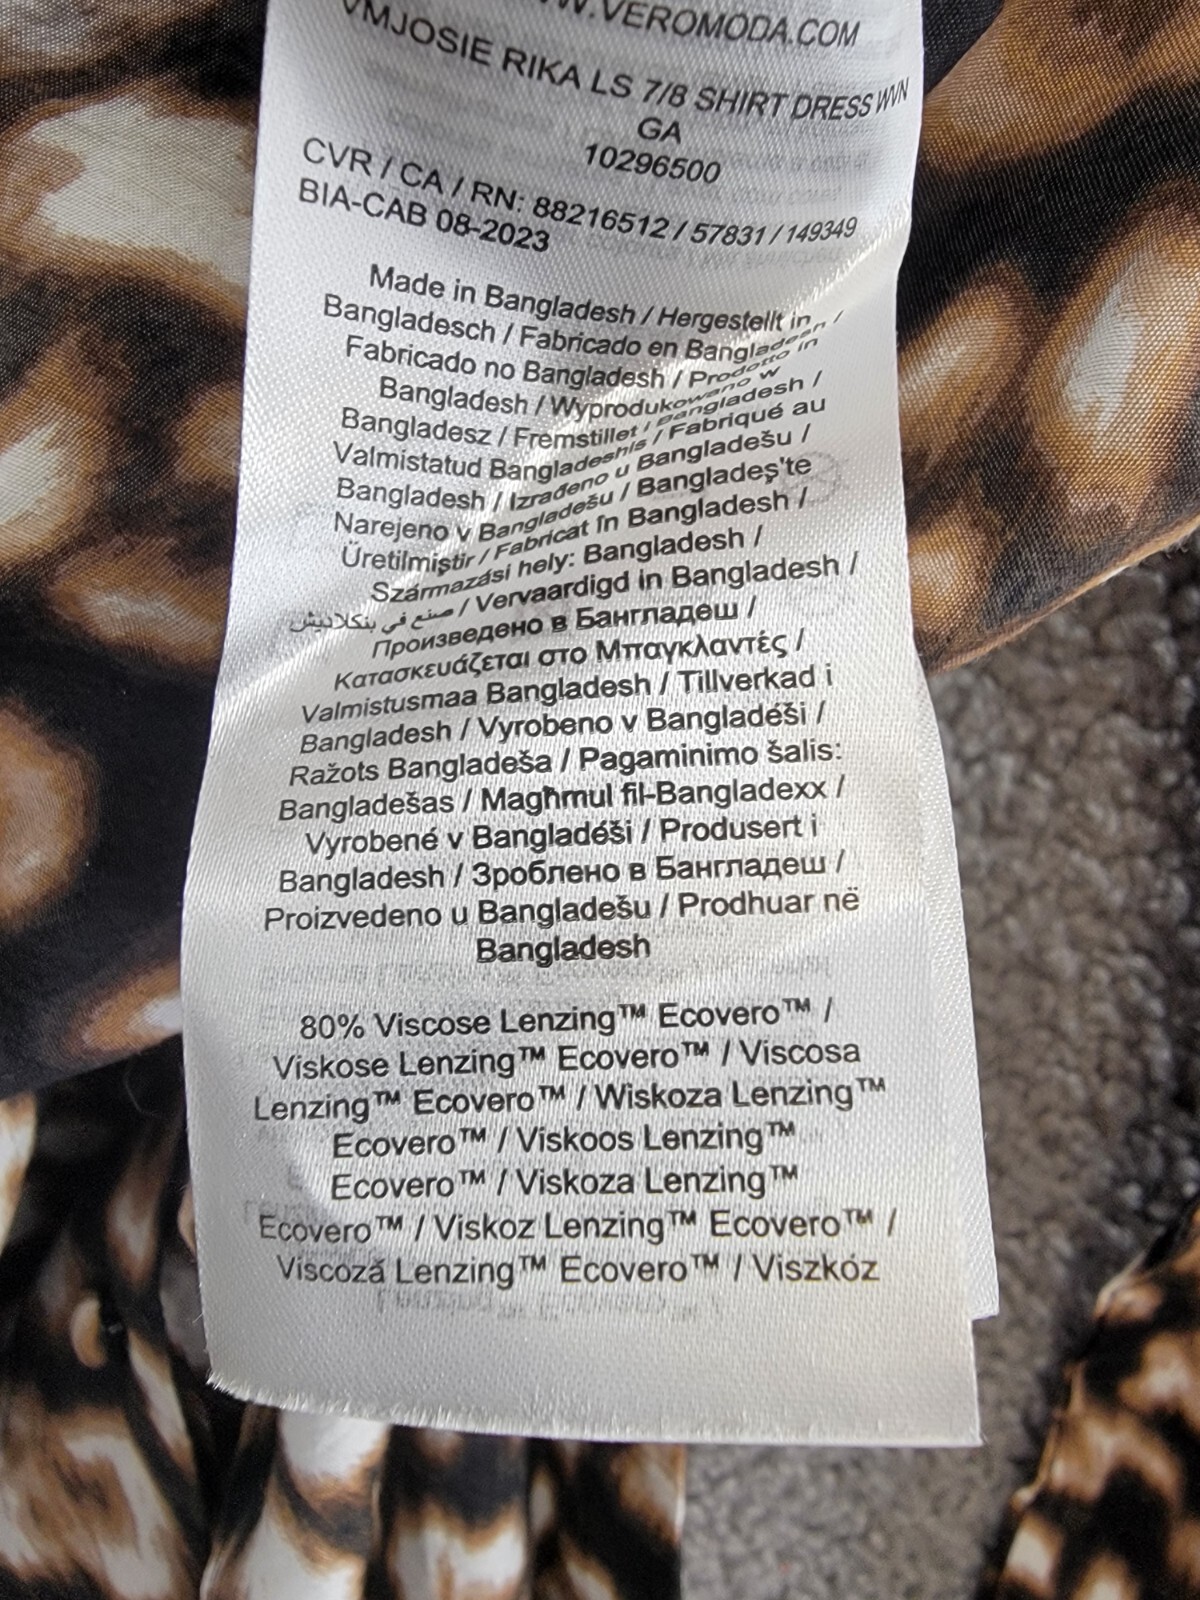 WWW.VEROMODA.COM
VMJOSIE RIKA LS 7/8 SHIRT DRESS WVN
GA
10296500
CVR / CA / RN: 88216512 / 57831 / 149349
BIA-CAB 08-2023
Made in Bangladesh / Hergestellt in
Bangladesch / Fabricado en Bangladesh /
Fabricado no Bangladesh / Prodotto in
Bangladesh / Wyprodukowano w
Bangladesz / Fremstillet i Bangladesh /
Valmistatud Bangladeshis / Fabriqué au
Bangladesh / Izrađeno u Bangladešu /
Narejeno v Bangladešu / Bangladeş'te
Üretilmiştir / Fabricat în Bangladesh /
Származási hely: Bangladesh /
صنع في بنكلاديش / Vervaardigd in Bangladesh /
Произведено в Бангладеш /
Κατασκευάζεται στο Μπαγκλαντές /
Valmistusmaa Bangladesh / Tillverkad i
Bangladesh / Vyrobeno v Bangladéši /
Ražots Bangladeša / Pagaminimo šalis:
Bangladešas / Magħmul fil-Bangladexx /
Vyrobené v Bangladéši / Produsert i
Bangladesh / Зроблено в Бангладеш /
Proizvedeno u Bangladešu / Prodhuar në
Bangladesh
80% Viscose Lenzing™ Ecovero™ /
Viskose Lenzing™ Ecovero™ / Viscosa
Lenzing™ Ecovero™ / Wiskoza Lenzing™
Ecovero™ / Viskoos Lenzing™
Ecovero™ / Viskoza Lenzing™
Ecovero™ / Viskoz Lenzing™ Ecovero™ /
Viscoză Lenzing™ Ecovero™ / Viszkóz